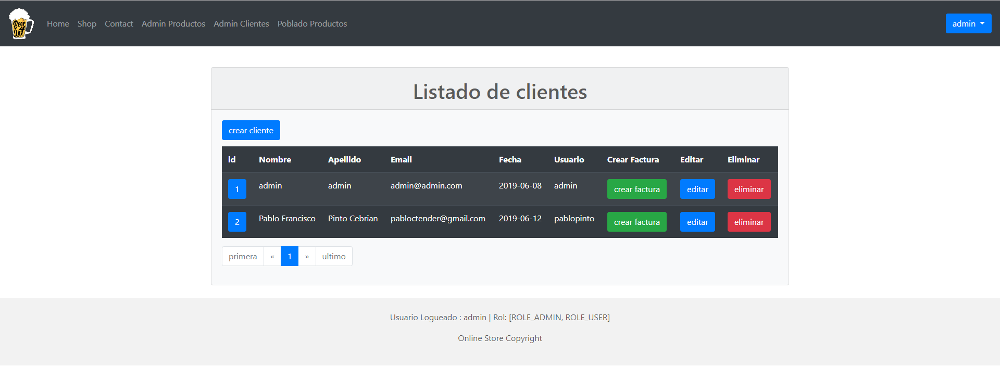 Beer 4 Life
Home Shop Contact Admin Productos Admin Clientes Poblado Productos admin
Listado de clientes
crear cliente
id Nombre Apellido Email Fecha Usuario Crear Factura Editar Eliminar
1 admin admin admin@admin.com 2019-06-08 admin crear factura editar eliminar
2 Pablo Francisco Pinto Cebrian pabloctender@gmail.com 2019-06-12 pablopinto crear factura editar eliminar
primera « 1 » ultimo
Usuario Logueado : admin | Rol: [ROLE_ADMIN, ROLE_USER]
Online Store Copyright